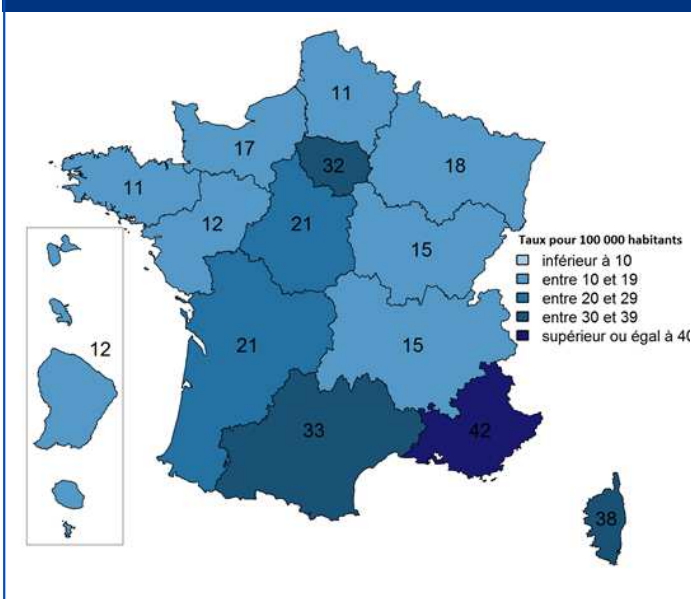 11
17
32
18
11
12
21
15
Taux pour 100 000 habitants
inférieur à 10
entre 10 et 19
entre 20 et 29
entre 30 et 39
supérieur ou égal à 40
12
21
15
33
42
38